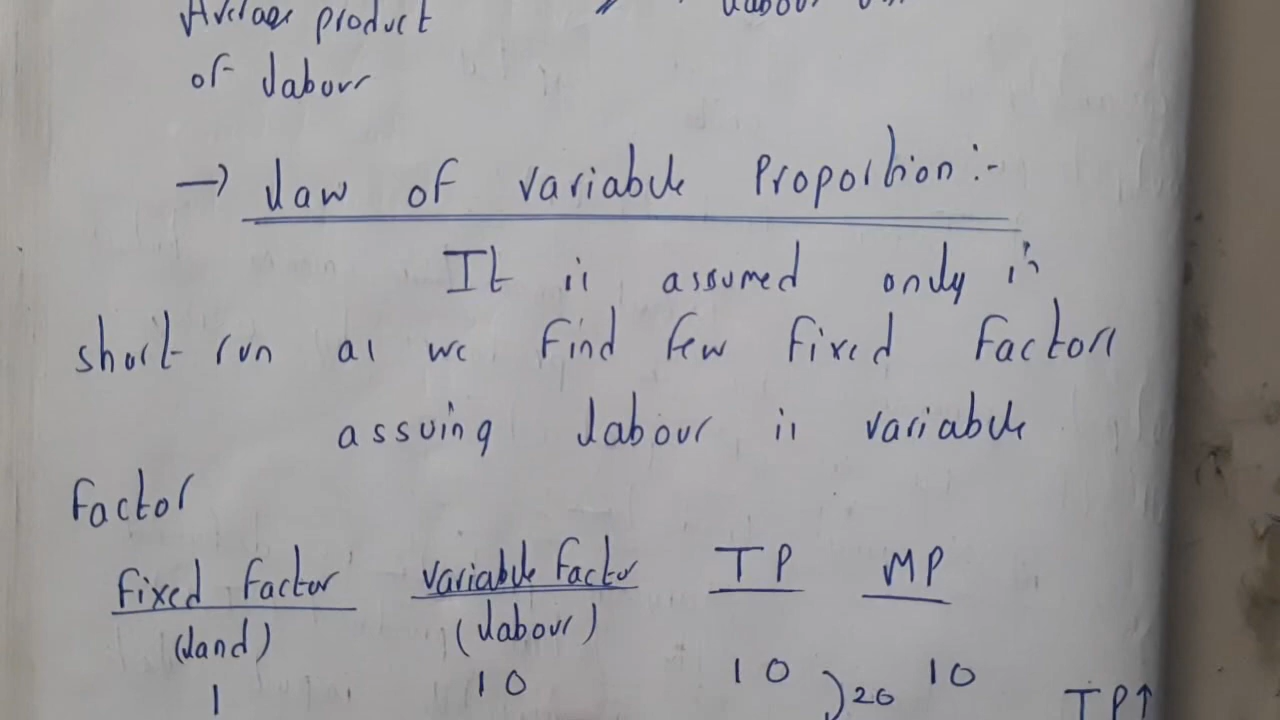 Average product
of labour
→ Law of variable Proportion:-
It is assumed only in
short run as we find few fixed factors
assuing labour is variable
factor
Fixed factor variable factor TP MP
(land) (labour)
1 10 10 )20 10 TP↑